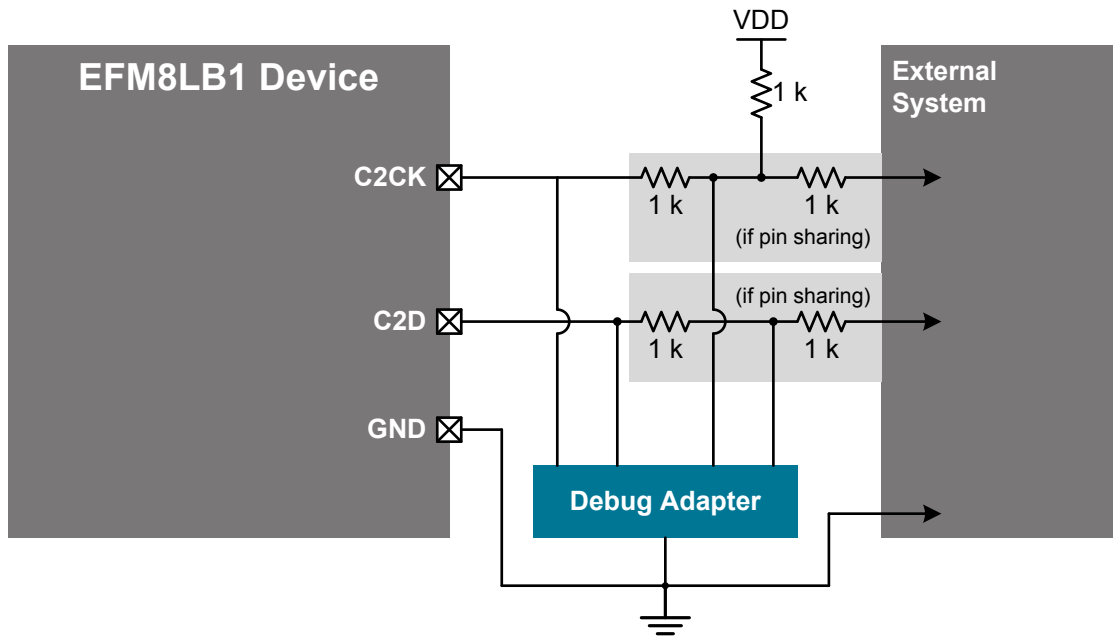 VDD
1 k
EFM8LB1 Device
External
System
C2CK
1 k
1 k
(if pin sharing)
(if pin sharing)
C2D
1 k
1 k
GND
Debug Adapter